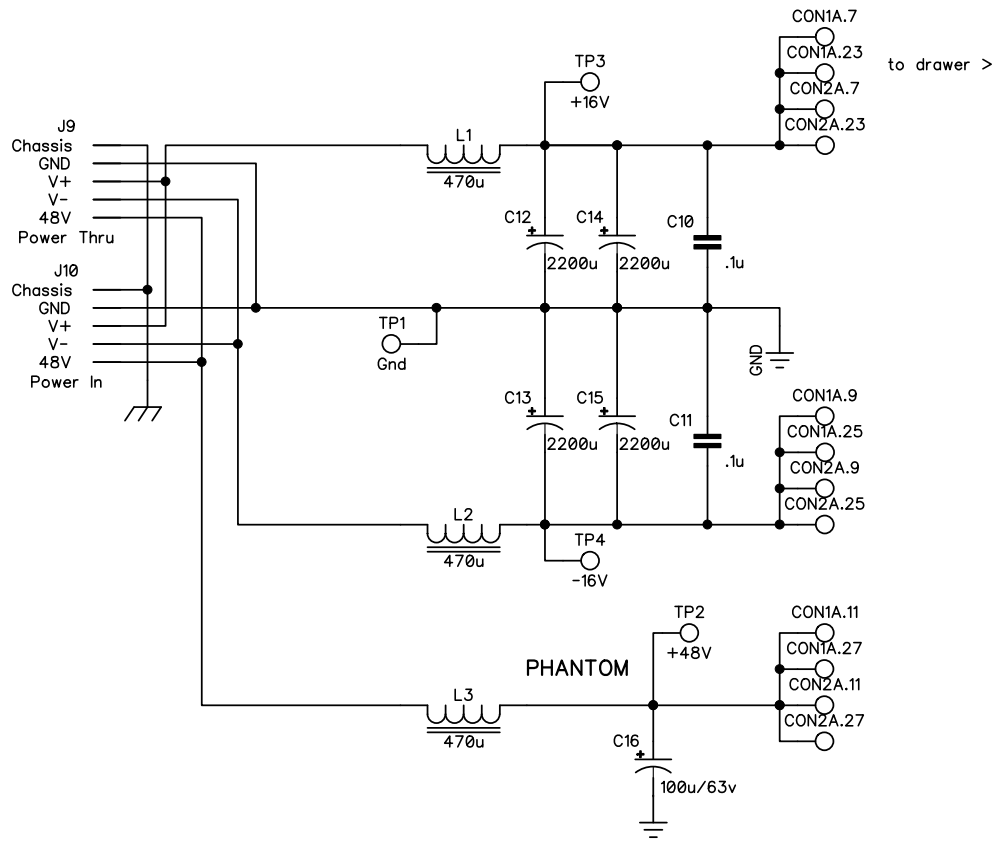 CON1A.7
CON1A.23
to drawer >
CON2A.7
CON2A.23
TP3
+16V
J9
Chassis
GND
V+
V-
48V
Power Thru
L1
470u
C12
2200u
C14
2200u
C10
.1u
J10
Chassis
GND
V+
V-
48V
Power In
TP1
Gnd
GND
C13
2200u
C15
2200u
C11
.1u
CON1A.9
CON1A.25
CON2A.9
CON2A.25
L2
470u
TP4
-16V
CON1A.11
CON1A.27
CON2A.11
CON2A.27
TP2
+48V
PHANTOM
L3
470u
C16
100u/63v